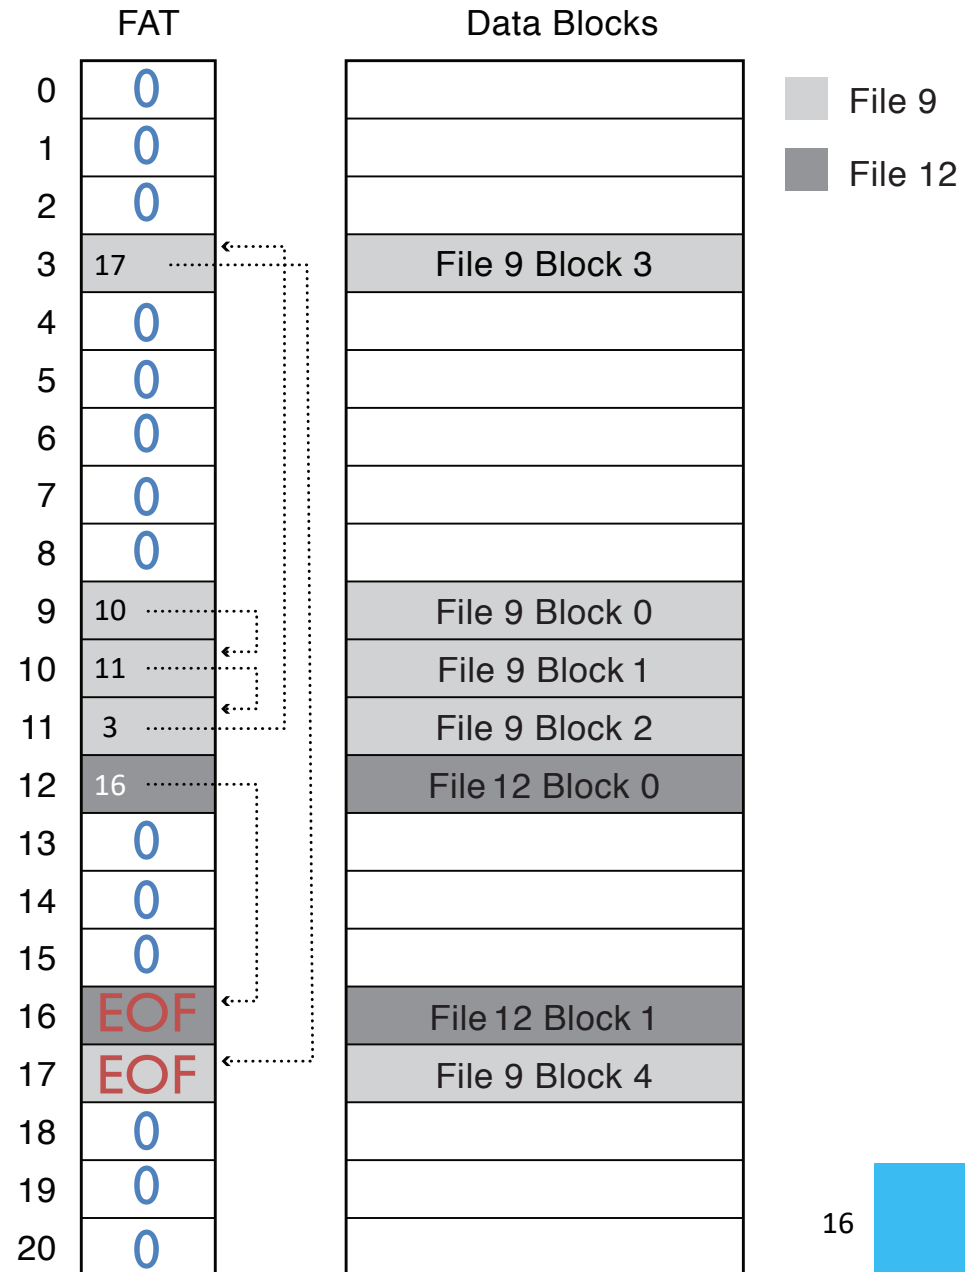 FAT Data Blocks
0 0
File 9
1 0
File 12
2 0
3 17 File 9 Block 3
4 0
5 0
6 0
7 0
8 0
9 10 File 9 Block 0
10 11 File 9 Block 1
11 3 File 9 Block 2
12 16 File 12 Block 0
13 0
14 0
15 0
16 EOF File 12 Block 1
17 EOF File 9 Block 4
18 0
19 0
16
20 0